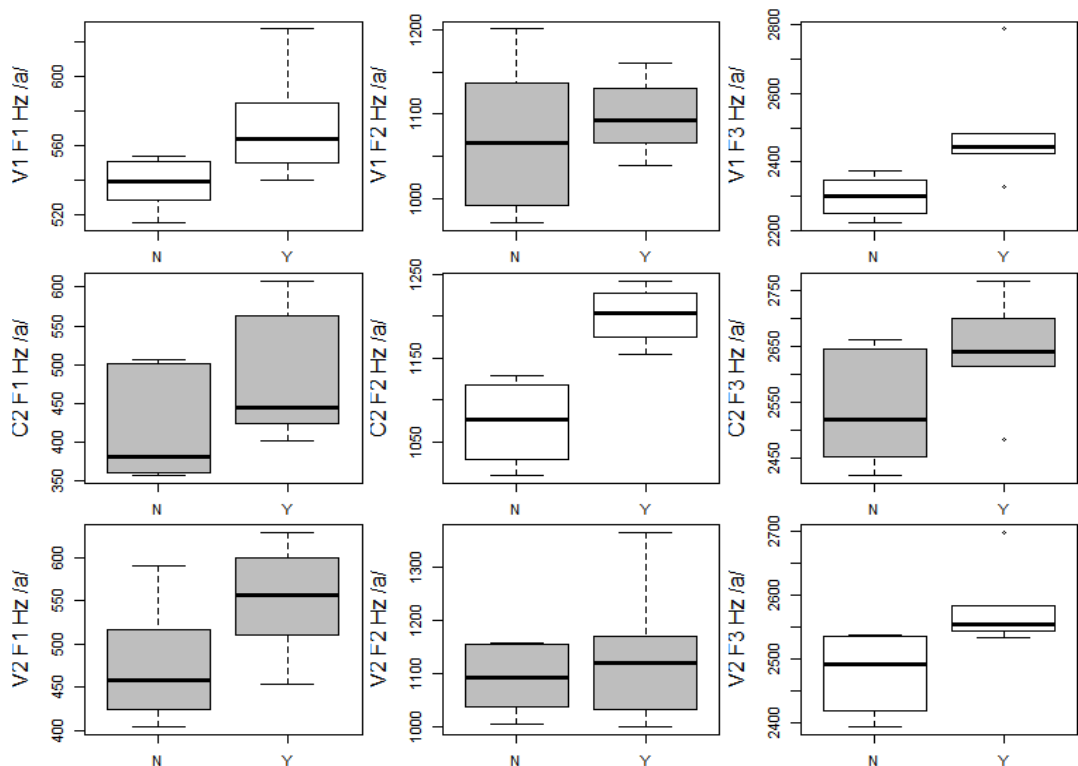 V1 F1 Hz /a/
520
560
600
N
Y
V1 F2 Hz /a/
1000
1100
1200
N
Y
V1 F3 Hz /a/
2200
2400
2600
2800
N
Y
C2 F1 Hz /a/
350
400
450
500
550
600
N
Y
C2 F2 Hz /a/
1050
1150
1250
N
Y
C2 F3 Hz /a/
2450
2550
2650
2750
N
Y
V2 F1 Hz /a/
400
450
500
550
600
N
Y
V2 F2 Hz /a/
1000
1100
1200
1300
N
Y
V2 F3 Hz /a/
2400
2500
2600
2700
N
Y